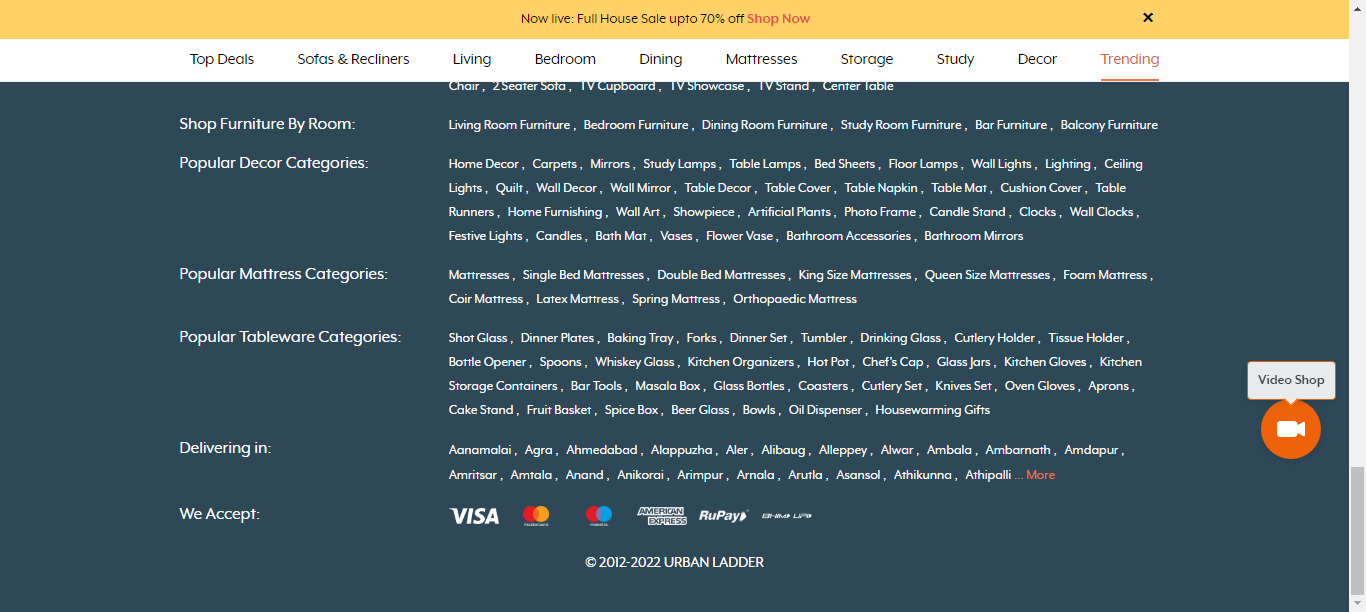 Now live: Full House Sale upto 70% off Shop Now ×
Top Deals Sofas & Recliners Living Bedroom Dining Mattresses Storage Study Decor Trending
Chair , 2 Seater Sofa , TV Cupboard , TV Showcase , TV Stand , Center Table
Shop Furniture By Room: Living Room Furniture , Bedroom Furniture , Dining Room Furniture , Study Room Furniture , Bar Furniture , Balcony Furniture
Popular Decor Categories: Home Decor , Carpets , Mirrors , Study Lamps , Table Lamps , Bed Sheets , Floor Lamps , Wall Lights , Lighting , Ceiling
Lights , Quilt , Wall Decor , Wall Mirror , Table Decor , Table Cover , Table Napkin , Table Mat , Cushion Cover , Table
Runners , Home Furnishing , Wall Art , Showpiece , Artificial Plants , Photo Frame , Candle Stand , Clocks , Wall Clocks ,
Festive Lights , Candles , Bath Mat , Vases , Flower Vase , Bathroom Accessories , Bathroom Mirrors
Popular Mattress Categories: Mattresses , Single Bed Mattresses , Double Bed Mattresses , King Size Mattresses , Queen Size Mattresses , Foam Mattress ,
Coir Mattress , Latex Mattress , Spring Mattress , Orthopaedic Mattress
Popular Tableware Categories: Shot Glass , Dinner Plates , Baking Tray , Forks , Dinner Set , Tumbler , Drinking Glass , Cutlery Holder , Tissue Holder ,
Bottle Opener , Spoons , Whiskey Glass , Kitchen Organizers , Hot Pot , Chef's Cap , Glass Jars , Kitchen Gloves , Kitchen
Storage Containers , Bar Tools , Masala Box , Glass Bottles , Coasters , Cutlery Set , Knives Set , Oven Gloves , Aprons ,
Video Shop
Cake Stand , Fruit Basket , Spice Box , Beer Glass , Bowls , Oil Dispenser , Housewarming Gifts
Delivering in: Aanamalai , Agra , Ahmedabad , Alappuzha , Aler , Alibaug , Alleppey , Alwar , Ambala , Ambarnath , Amdapur ,
Amritsar , Amtala , Anand , Anikorai , Arimpur , Arnala , Arutla , Asansol , Athikunna , Athipalli ... More
We Accept: VISA mastercard maestro AMERICAN EXPRESS RuPay BHIM UPI
© 2012-2022 URBAN LADDER